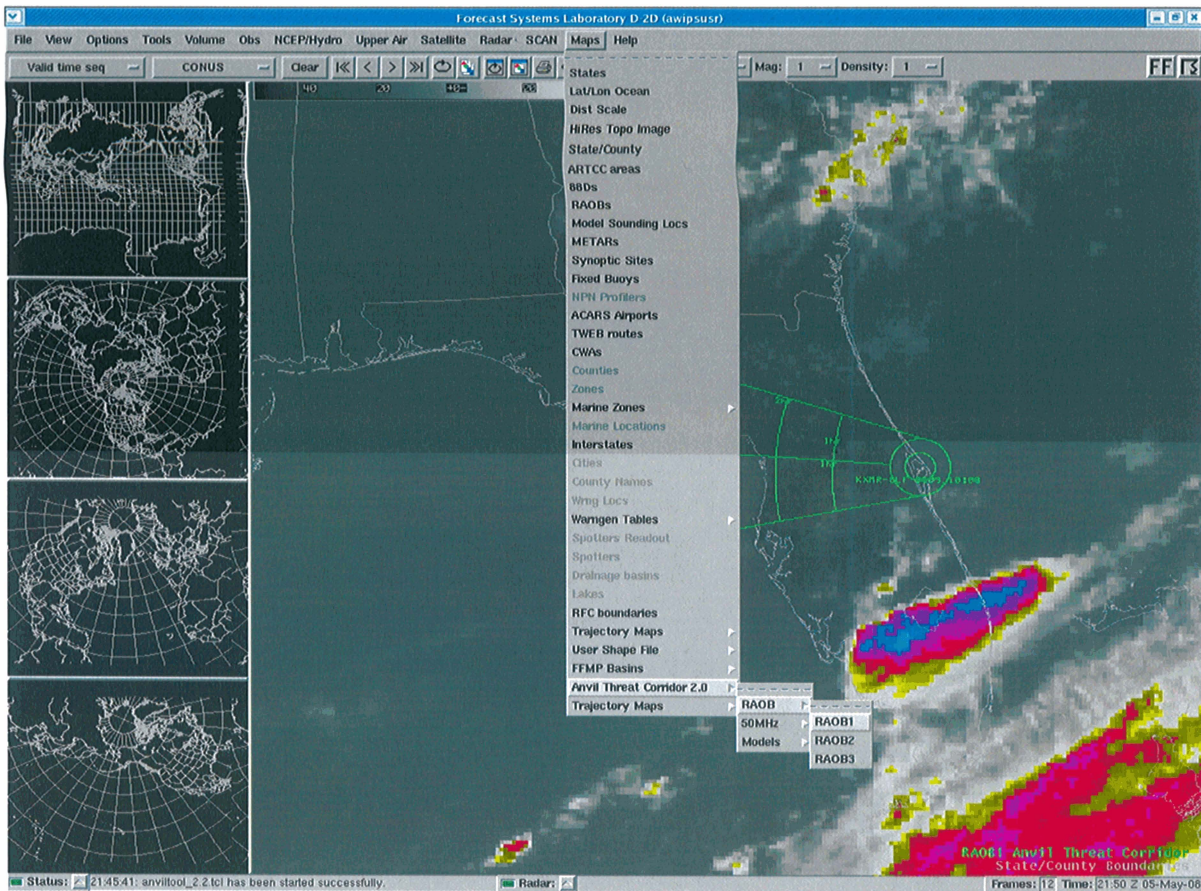 Forecast Systems Laboratory D 2D (awipsusr)
File View Options Tools Volume Obs NCEP/Hydro Upper Air Satellite Radar SCAN Maps Help
Valid time seq CONUS Clear Mag: 1 Density: 1 FF
States
Lat/Lon Ocean
Dist Scale
HiRes Topo Image
State/County
ARTCC areas
88Ds
RAOBs
Model Sounding Locs
METARs
Synoptic Sites
Fixed Buoys
NPN Profilers
ACARS Airports
TWEB routes
CWAs
Counties
Zones
Marine Zones
Marine Locations
Interstates
Cities
County Names
Wrng Locs
Warngen Tables
Spotters Readout
Spotters
Drainage basins
Lakes
RFC boundaries
Trajectory Maps
User Shape File
FFMP Basins
Anvil Threat Corridor 2.0
Trajectory Maps
RAOB
50MHz
Models
RAOB1
RAOB2
RAOB3
RAOB1 Anvil Threat Corridor
State/County Boundaries
Status: 21:45:41: anviltool_2.2.tcl has been started successfully. Radar: Frames: 12 Time: 21:50 Z 05-May-06